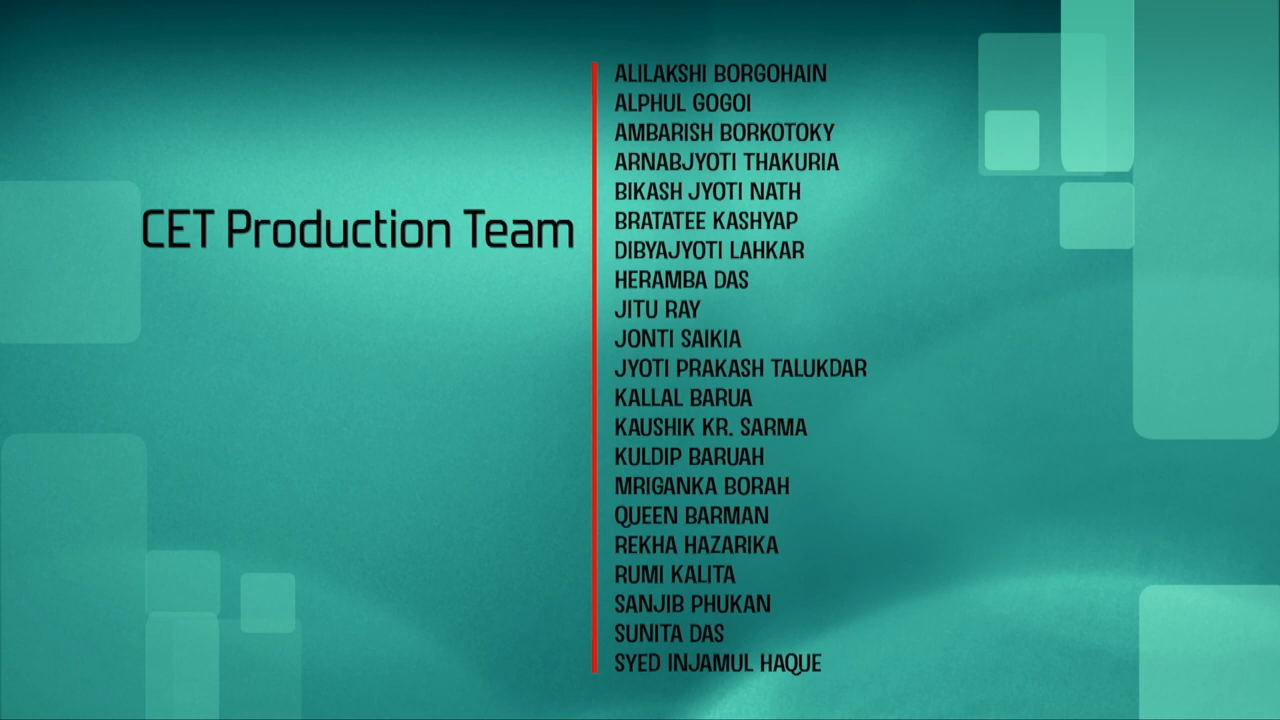 CET Production Team
ALILAKSHI BORGOHAIN
ALPHUL GOGOI
AMBARISH BORKOTOKY
ARNABJYOTI THAKURIA
BIKASH JYOTI NATH
BRATATEE KASHYAP
DIBYAJYOTI LAHKAR
HERAMBA DAS
JITU RAY
JONTI SAIKIA
JYOTI PRAKASH TALUKDAR
KALLAL BARUA
KAUSHIK KR. SARMA
KULDIP BARUAH
MRIGANKA BORAH
QUEEN BARMAN
REKHA HAZARIKA
RUMI KALITA
SANJIB PHUKAN
SUNITA DAS
SYED INJAMUL HAQUE